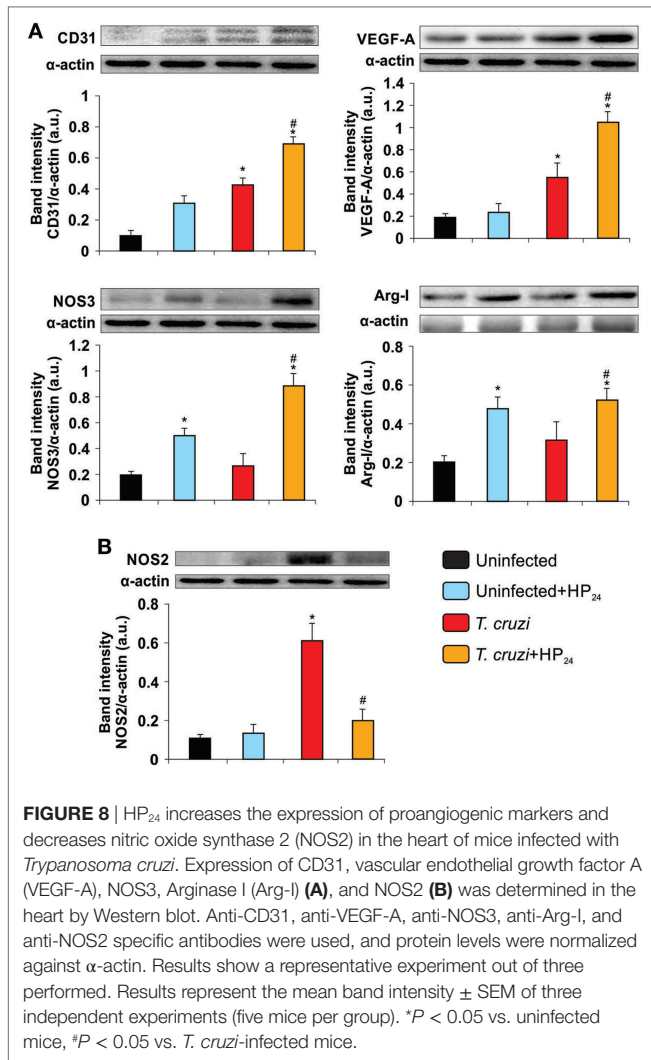 A
CD31
α-actin
Band intensity
CD31/α-actin (a.u.)
1
0.8
0.6
0.4
0.2
0
*
#
*
VEGF-A
α-actin
Band intensity
VEGF-A/α-actin (a.u.)
1.4
1.2
1
0.8
0.6
0.4
0.2
0
*
#
*
NOS3
α-actin
Band intensity
NOS3/α-actin (a.u.)
1.2
1
0.8
0.6
0.4
0.2
0
*
#
*
Arg-I
α-actin
Band intensity
Arg-I/α-actin (a.u.)
1
0.8
0.6
0.4
0.2
*
#
*
B
NOS2
α-actin
Band intensity
NOS2/α-actin (a.u.)
0.8
0.6
0.4
0.2
0
*
#
Uninfected
Uninfected+HP24
T. cruzi
T. cruzi+HP24
FIGURE 8 | HP24 increases the expression of proangiogenic markers and
decreases nitric oxide synthase 2 (NOS2) in the heart of mice infected with
Trypanosoma cruzi. Expression of CD31, vascular endothelial growth factor A
(VEGF-A), NOS3, Arginase I (Arg-I) (A), and NOS2 (B) was determined in the
heart by Western blot. Anti-CD31, anti-VEGF-A, anti-NOS3, anti-Arg-I, and
anti-NOS2 specific antibodies were used, and protein levels were normalized
against α-actin. Results show a representative experiment out of three
performed. Results represent the mean band intensity ± SEM of three
independent experiments (five mice per group). *P < 0.05 vs. uninfected
mice, #P < 0.05 vs. T. cruzi-infected mice.